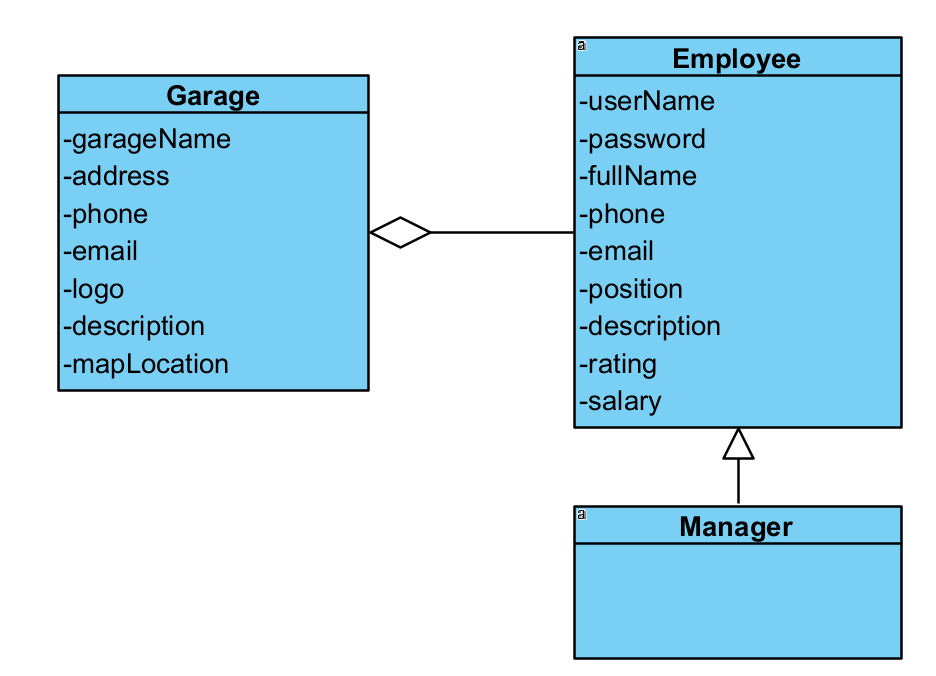 Garage
-garageName
-address
-phone
-email
-logo
-description
-mapLocation
a
Employee
-userName
-password
-fullName
-phone
-email
-position
-description
-rating
-salary
a
Manager